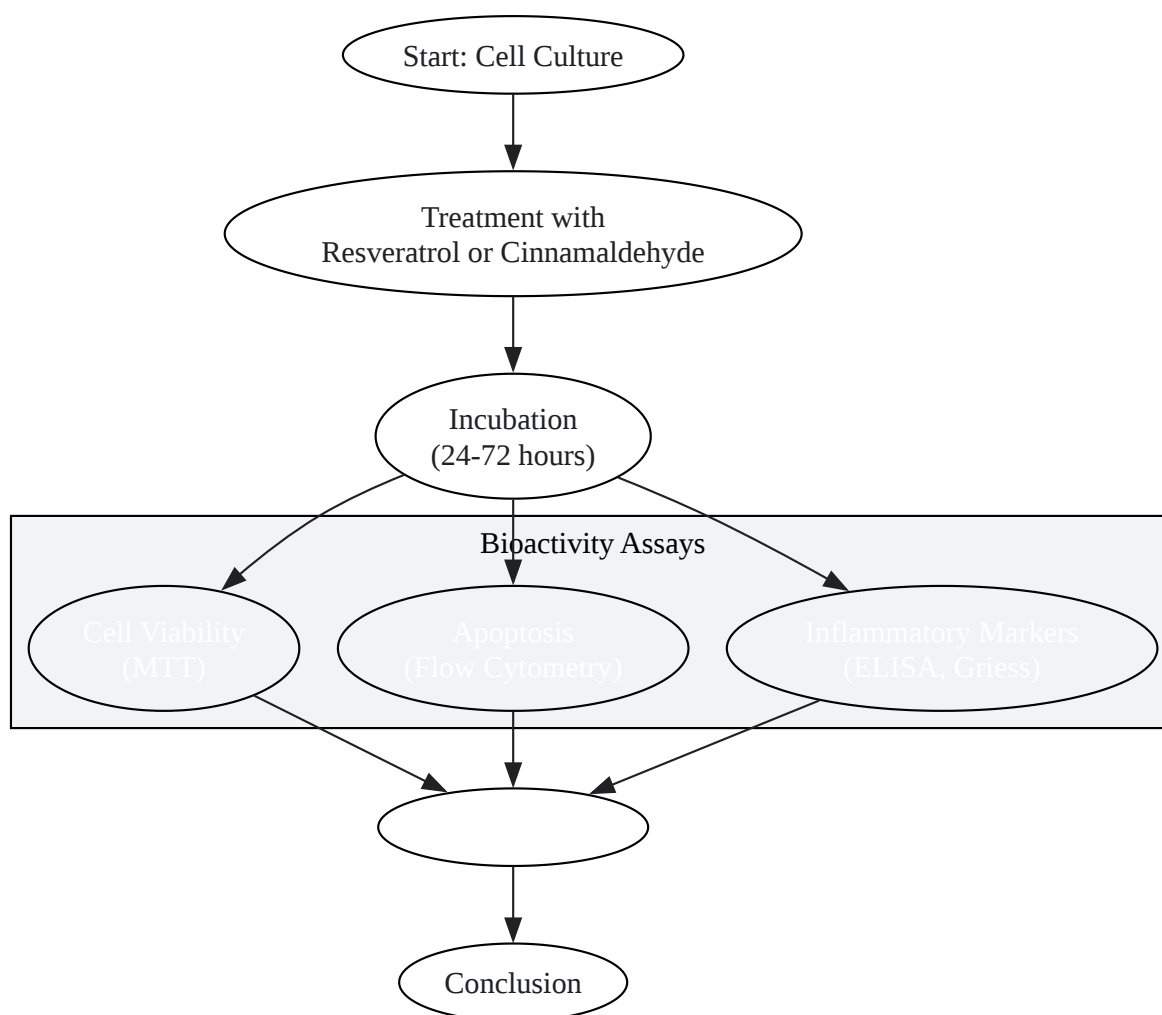 Start: Cell Culture
Treatment with
Resveratrol or Cinnamaldehyde
Incubation
(24-72 hours)
Bioactivity Assays
Cell Viability
(MTT)
Apoptosis
(Flow Cytometry)
Inflammatory Markers
(ELISA, Griess)
Conclusion